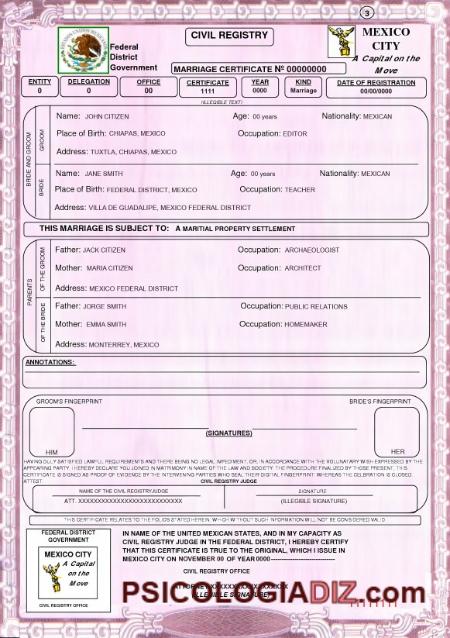 3
CIVIL REGISTRY
Federal
District
Government
MEXICO
CITY
A Capital on the
Move
MARRIAGE CERTIFICATE Nº 00000000
ENTITY
0
DELEGATION
0
OFFICE
00
CERTIFICATE
1111
YEAR
0000
KIND
Marriage
DATE OF REGISTRATION
00/00/0000
(ILLEGIBLE TEXT)
BRIDE AND GROOM
GROOM
Name: JOHN CITIZEN Age: 00 years Nationality: MEXICAN
Place of Birth: CHIAPAS, MEXICO Occupation: EDITOR
Address: TUXTLA, CHIAPAS, MEXICO
BRIDE
Name: JANE SMITH Age: 00 years Nationality: MEXICAN
Place of Birth: FEDERAL DISTRICT, MEXICO Occupation: TEACHER
Address: VILLA DE GUADALIPE, MEXICO FEDERAL DISTRICT
THIS MARRIAGE IS SUBJECT TO: A MARITIAL PROPERTY SETTLEMENT
PARENTS
OF THE GROOM
Father: JACK CITIZEN Occupation: ARCHAEOLOGIST
Mother: MARIA CITIZEN Occupation: ARCHITECT
Address: MEXICO FEDERAL DISTRICT
OF THE BRIDE
Father: JORGE SMITH Occupation: PUBLIC RELATIONS
Mother: EMMA SMITH Occupation: HOMEMAKER
Address: MONTERREY, MEXICO
ANNOTATIONS:
GROOM'S FINGERPRINT
BRIDE'S FINGERPRINT
(SIGNATURES)
HIM
HER
HAVING DULY SATISFIED LAWFUL REQUIREMENTS AND THERE BEING NO LEGAL IMPEDIMENT, OR, IN ACCORDANCE WITH THE VOLUNTARY WISH EXPRESSED BY THE
APPEARING PARTY, I HEREBY DECLARE YOU JOINED IN MATRIMONY IN NAME OF THE LAW AND SOCIETY. THE PROCEDURE FINALIZED BY THOSE PRESENT, THIS
CERTIFICATE IS SIGNED AS PROOF OF EVIDENCE BY THE INTERVENING PARTIES WHO SEAL THEIR DIGITAL FINGERPRINT. WHEREAS THE CELEBRATION IS CLOSED.
ATTEST. CIVIL REGISTRY JUDGE
NAME OF THE CIVIL REGISTRY JUDGE
ATT. XXXXXXXXXXXXXXXXXXXXXXXXXX
SIGNATURE
(ILLEGIBLE SIGNATURE)
THIS CERTIFICATE RELATES TO THE FOLIOS STATED HEREIN, WITHOUT SUCH INFORMATION WILL NOT BE CONSIDERED VALID
FEDERAL DISTRICT
GOVERNMENT
MEXICO CITY
A Capital
on the
Move
CIVIL REGISTRY OFFICE
IN NAME OF THE UNITED MEXICAN STATES, AND IN MY CAPACITY AS
CIVIL REGISTRY JUDGE IN THE FEDERAL DISTRICT, I HEREBY CERTIFY
THAT THIS CERTIFICATE IS TRUE TO THE ORIGINAL, WHICH I ISSUE IN
MEXICO CITY ON NOVEMBER 00 OF YEAR 0000
CIVIL REGISTRY OFFICE
PSICOLOGIADIZ.com